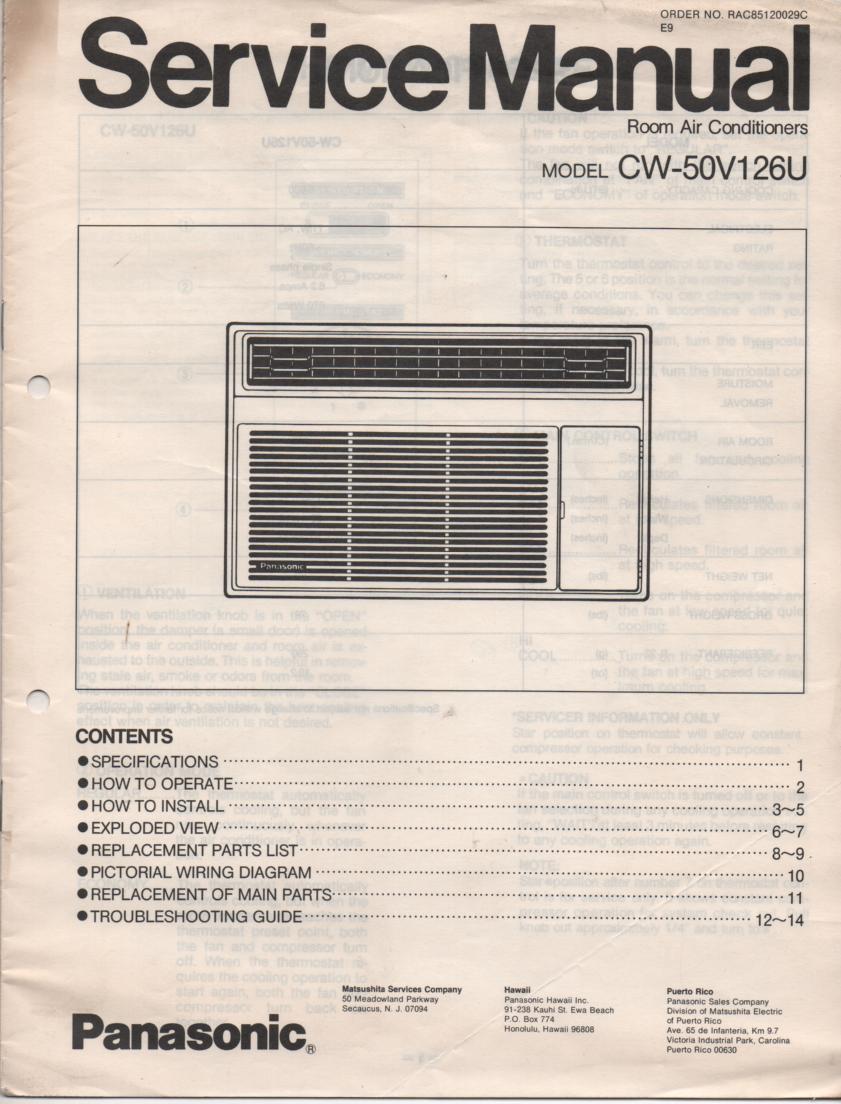 ORDER NO. RAC85120029C
E9
Service Manual
Room Air Conditioners
MODEL CW-50V126U
Panasonic
CONTENTS
●SPECIFICATIONS 1
●HOW TO OPERATE 2
●HOW TO INSTALL 3~5
●EXPLODED VIEW 6~7
●REPLACEMENT PARTS LIST 8~9
●PICTORIAL WIRING DIAGRAM 10
●REPLACEMENT OF MAIN PARTS 11
●TROUBLESHOOTING GUIDE 12~14
Panasonic®
Matsushita Services Company
50 Meadowland Parkway
Secaucus, N. J. 07094
Hawaii
Panasonic Hawaii Inc.
91-238 Kauhi St. Ewa Beach
P.O. Box 774
Honolulu, Hawaii 96808
Puerto Rico
Panasonic Sales Company
Division of Matsushita Electric
of Puerto Rico
Ave. 65 de Infanteria, Km 9.7
Victoria Industrial Park, Carolina
Puerto Rico 00630